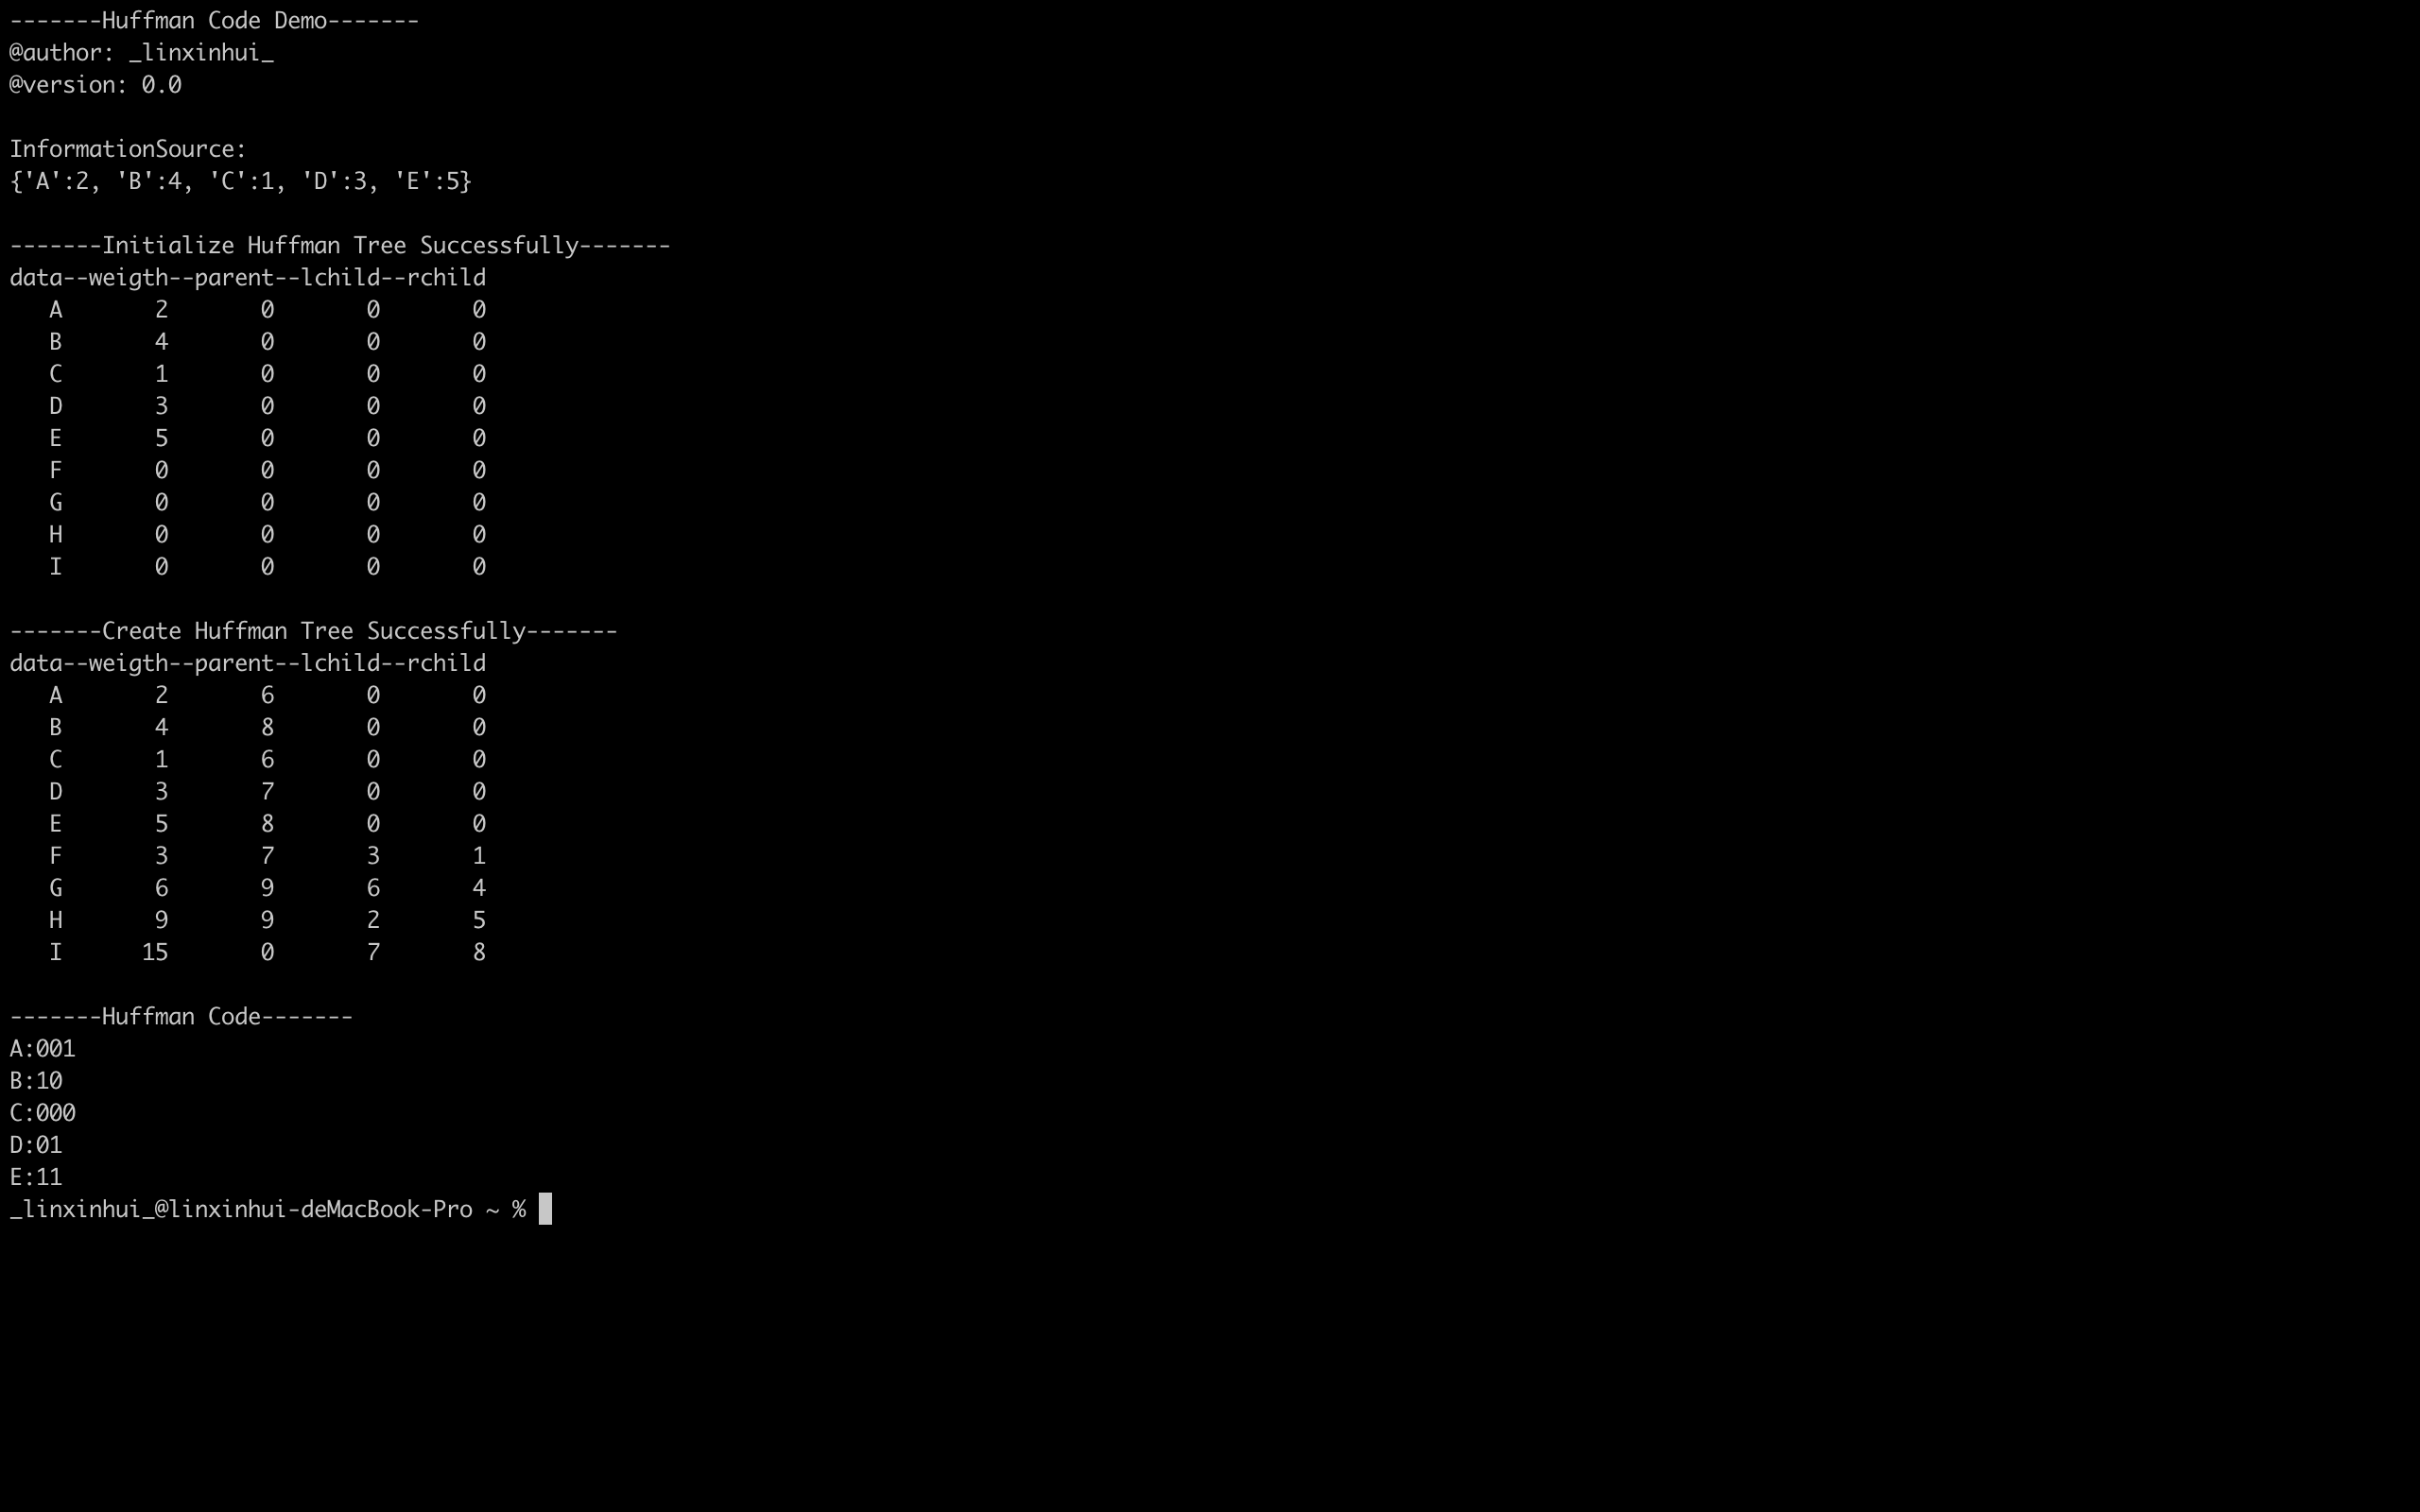 -------Huffman Code Demo-------
@author: _linxinhui_
@version: 0.0
InformationSource:
{'A':2, 'B':4, 'C':1, 'D':3, 'E':5}
-------Initialize Huffman Tree Successfully-------
data--weigth--parent--lchild--rchild
A 2 0 0 0
B 4 0 0 0
C 1 0 0 0
D 3 0 0 0
E 5 0 0 0
F 0 0 0 0
G 0 0 0 0
H 0 0 0 0
I 0 0 0 0
-------Create Huffman Tree Successfully-------
data--weigth--parent--lchild--rchild
A 2 6 0 0
B 4 8 0 0
C 1 6 0 0
D 3 7 0 0
E 5 8 0 0
F 3 7 3 1
G 6 9 6 4
H 9 9 2 5
I 15 0 7 8
-------Huffman Code-------
A:001
B:10
C:000
D:01
E:11
_linxinhui_@linxinhui-deMacBook-Pro ~ %